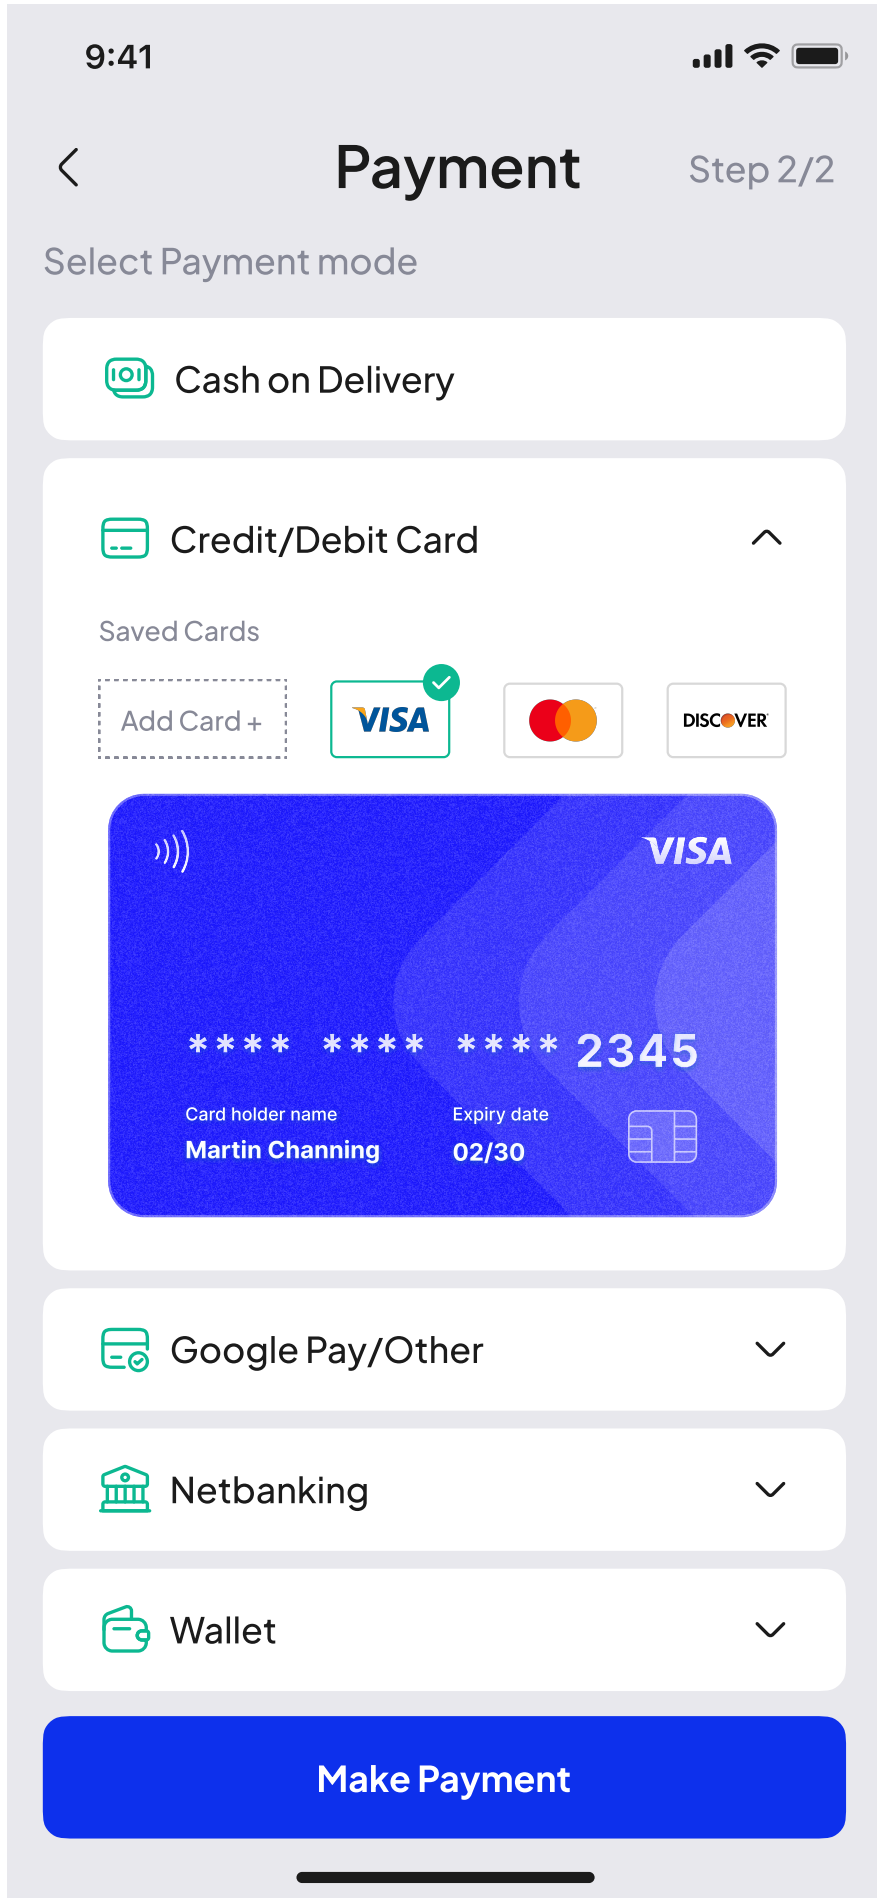 9:41
Payment
Step 2/2
Select Payment mode
Cash on Delivery
Credit/Debit Card
Saved Cards
Add Card +
VISA
DISCOVER
VISA
**** **** **** 2345
Card holder name
Expiry date
Martin Channing
02/30
Google Pay/Other
Netbanking
Wallet
Make Payment